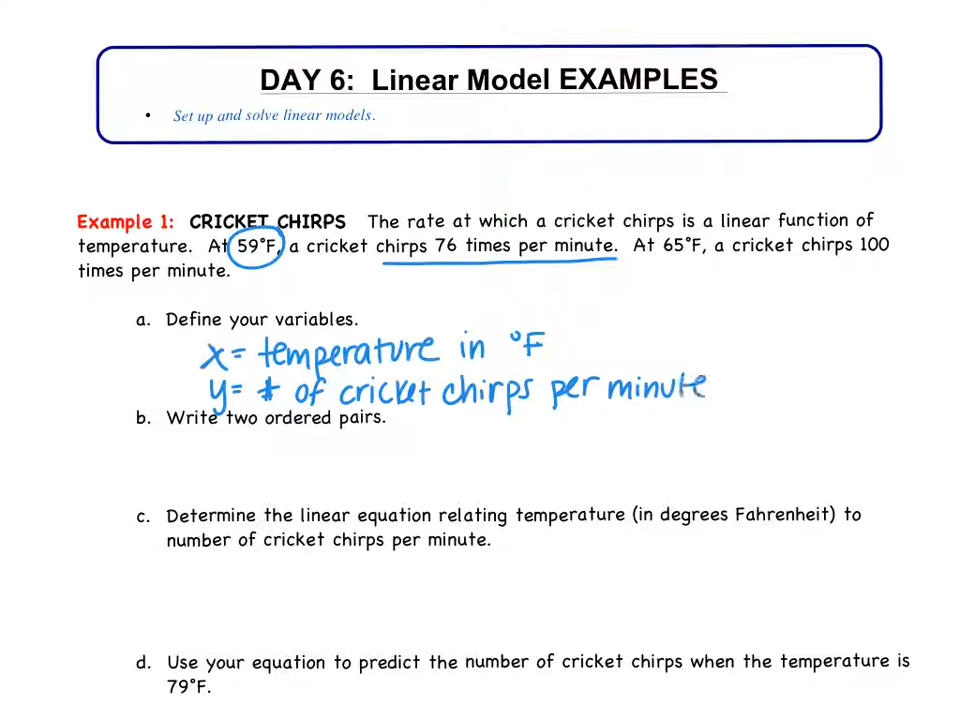 DAY 6: Linear Model EXAMPLES
• Set up and solve linear models.
Example 1: CRICKET CHIRPS The rate at which a cricket chirps is a linear function of
temperature. At 59°F, a cricket chirps 76 times per minute. At 65°F, a cricket chirps 100
times per minute.
a. Define your variables.
x = temperature in °F
y = # of cricket chirps per minute
b. Write two ordered pairs.
c. Determine the linear equation relating temperature (in degrees Fahrenheit) to
number of cricket chirps per minute.
d. Use your equation to predict the number of cricket chirps when the temperature is
79°F.